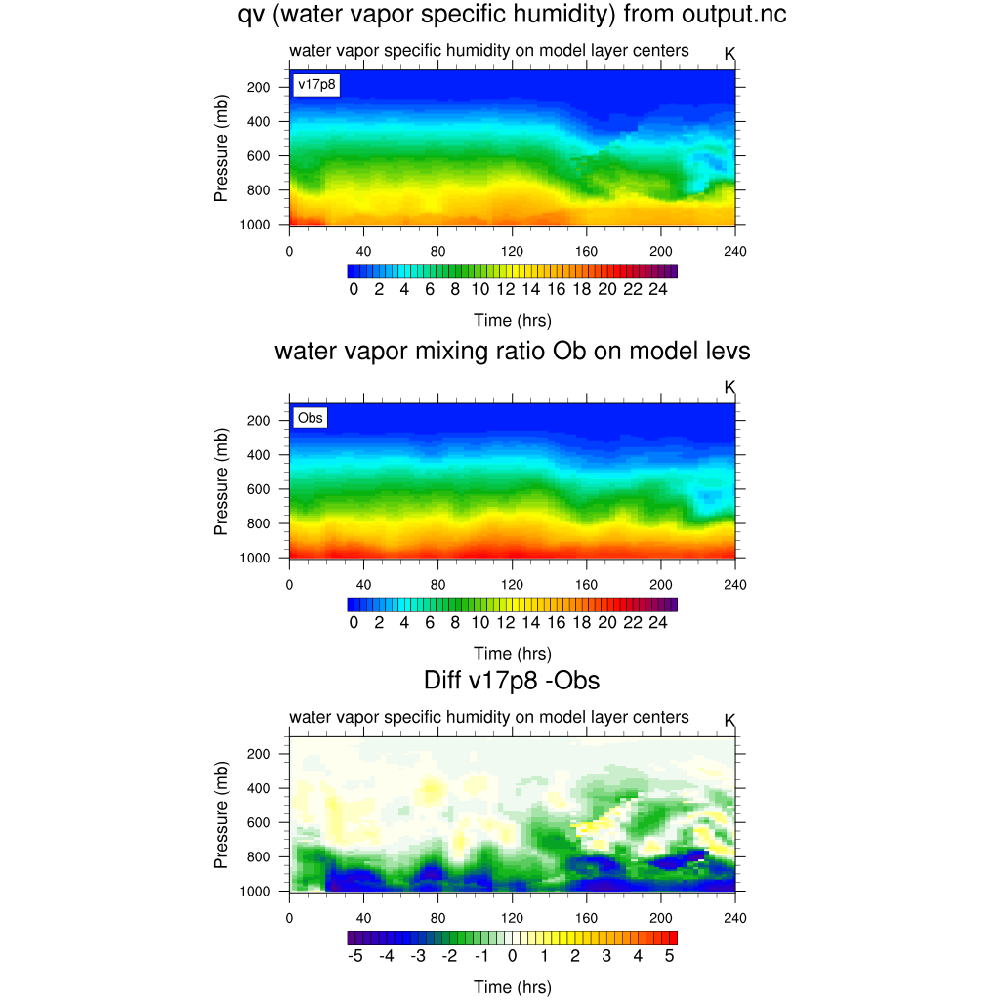 qv (water vapor specific humidity) from output.nc
water vapor specific humidity on model layer centers K
v17p8
Pressure (mb)
200
400
600
800
1000
0 40 80 120 160 200 240
0 2 4 6 8 10 12 14 16 18 20 22 24
Time (hrs)
water vapor mixing ratio Ob on model levs
K
Obs
Pressure (mb)
200
400
600
800
1000
0 40 80 120 160 200 240
0 2 4 6 8 10 12 14 16 18 20 22 24
Time (hrs)
Diff v17p8 -Obs
water vapor specific humidity on model layer centers K
Pressure (mb)
200
400
600
800
1000
0 40 80 120 160 200 240
-5 -4 -3 -2 -1 0 1 2 3 4 5
Time (hrs)